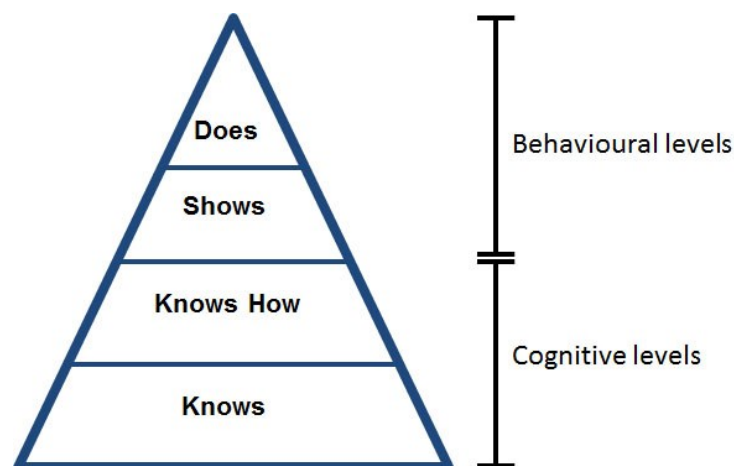 Does
Behavioural levels
Shows
Knows How
Cognitive levels
Knows